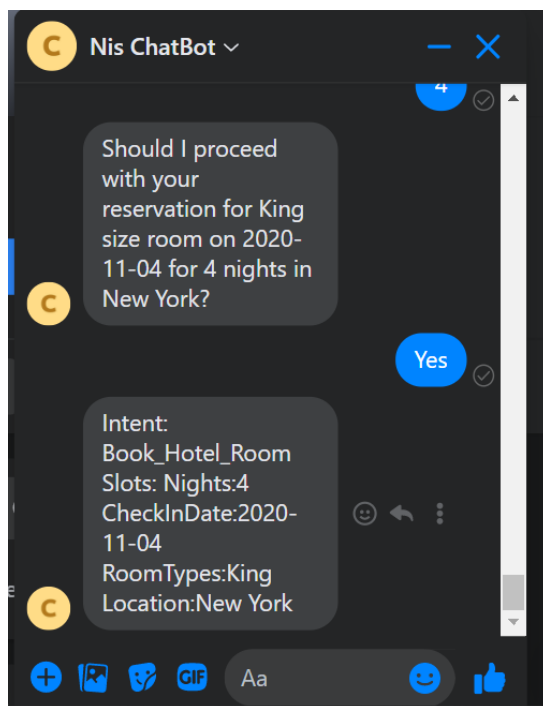 C Nis ChatBot
4
Should I proceed
with your
reservation for King
size room on 2020-
11-04 for 4 nights in
New York?
C
Yes
Intent:
Book_Hotel_Room
Slots: Nights:4
CheckInDate:2020-
11-04
RoomTypes:King
Location:New York
C
GIF
Aa